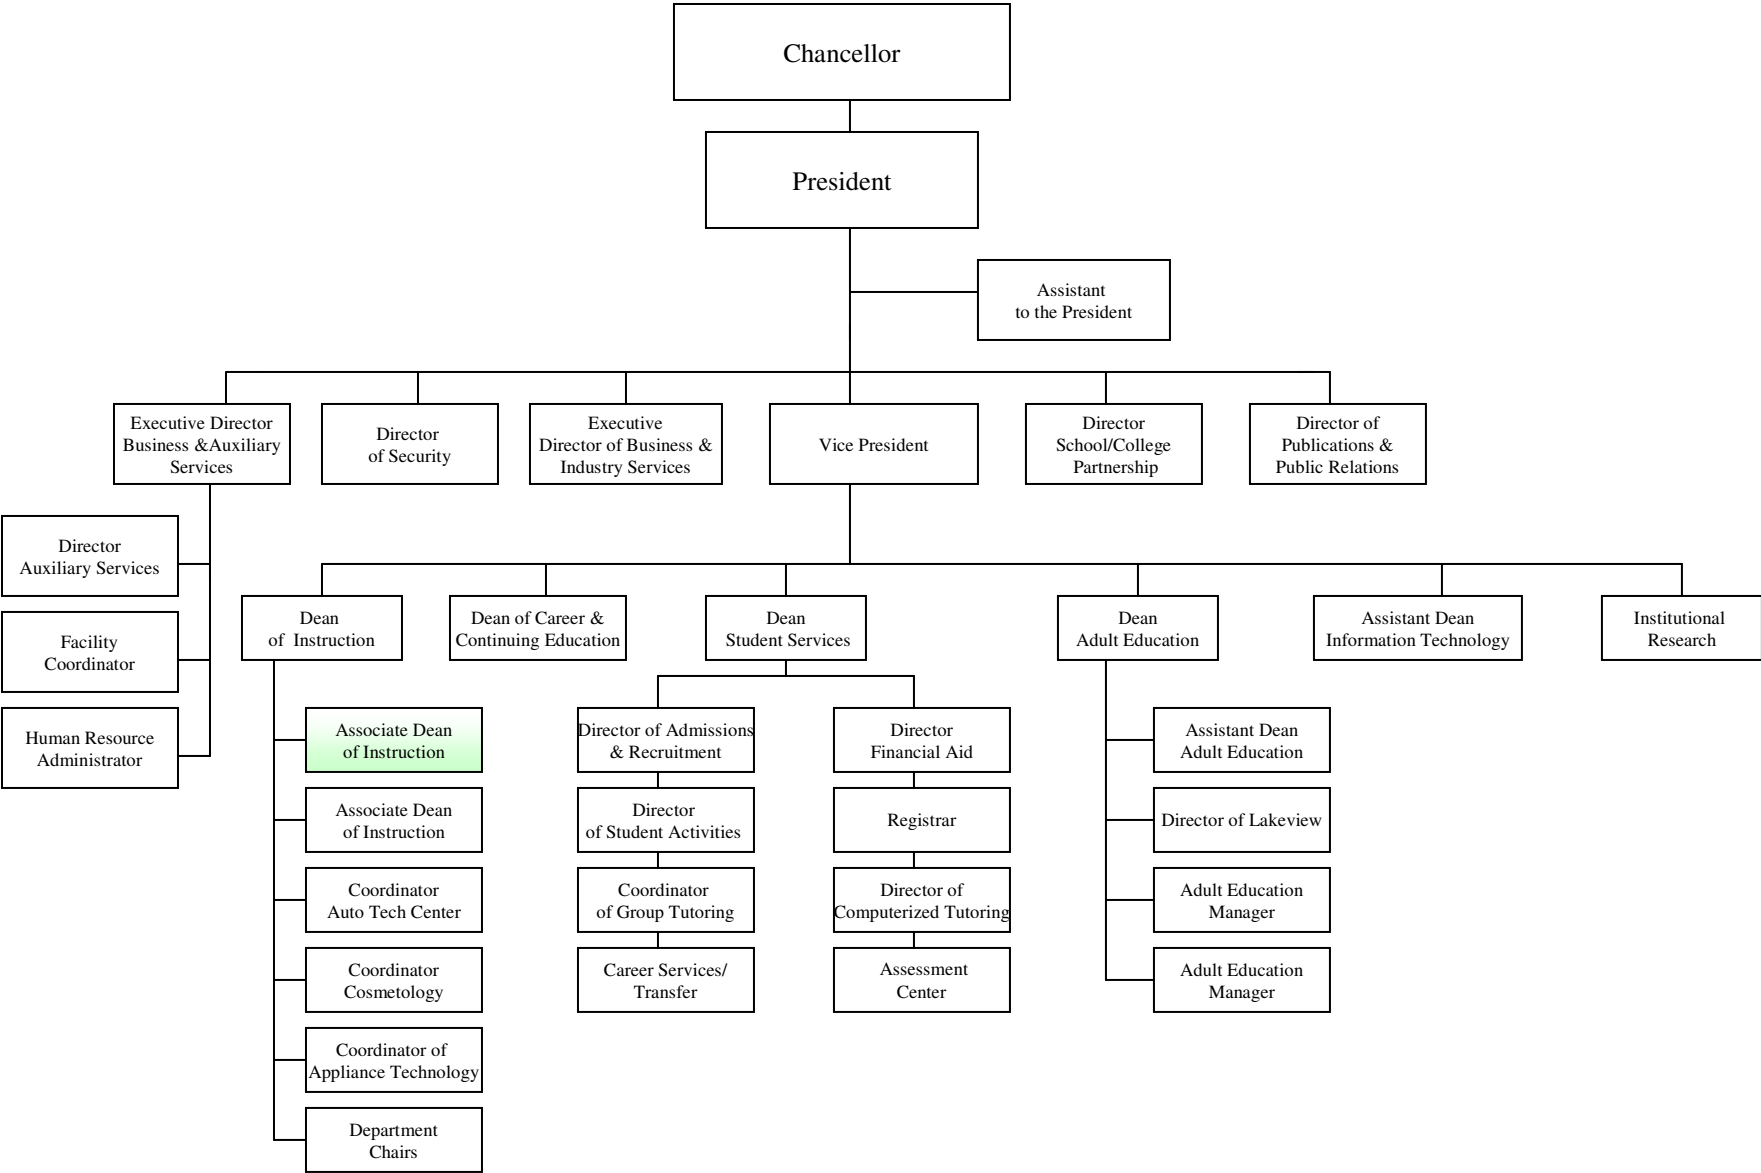 Chancellor
President
Assistant
to the President
Executive Director
Business &Auxiliary
Services
Director
of Security
Executive
Director of Business &
Industry Services
Vice President
Director
School/College
Partnership
Director of
Publications &
Public Relations
Director
Auxiliary Services
Facility
Coordinator
Human Resource
Administrator
Dean
of  Instruction
Dean of Career &
Continuing Education
Dean
Student Services
Dean
Adult Education
Assistant Dean
Information Technology
Institutional
Research
Associate Dean
of Instruction
Associate Dean
of Instruction
Coordinator
Auto Tech Center
Coordinator
Cosmetology
Coordinator of
Appliance Technology
Department
Chairs
Director of Admissions
& Recruitment
Director
of Student Activities
Coordinator
of Group Tutoring
Career Services/
Transfer
Director
Financial Aid
Registrar
Director of
Computerized Tutoring
Assessment
Center
Assistant Dean
Adult Education
Director of Lakeview
Adult Education
Manager
Adult Education
Manager